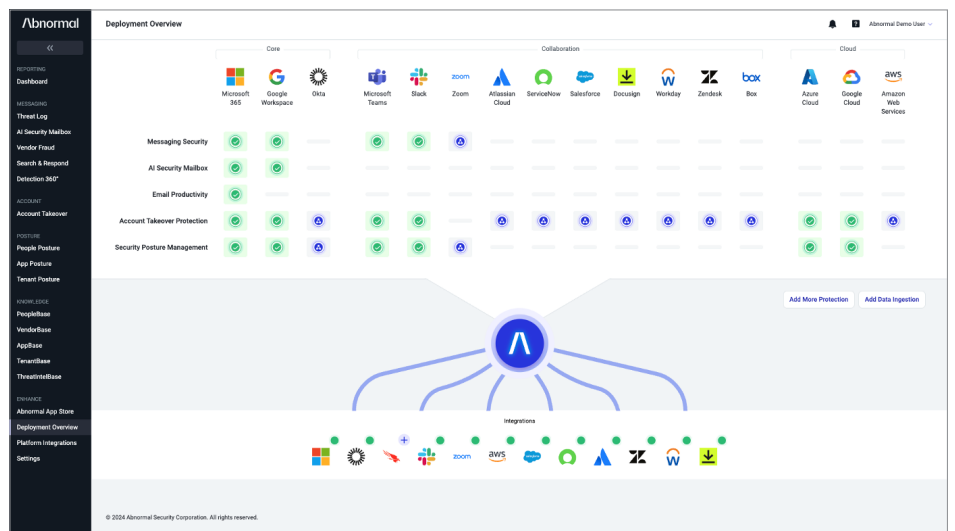 Abnormal
Deployment Overview
Abnormal Demo User
REPORTING
Dashboard
MESSAGING
Threat Log
AI Security Mailbox
Vendor Fraud
Search & Respond
Detection 360°
ACCOUNT
Account Takeover
POSTURE
People Posture
App Posture
Tenant Posture
KNOWLEDGE
PeopleBase
VendorBase
AppBase
TenantBase
ThreatIntelBase
ENHANCE
Abnormal App Store
Deployment Overview
Platform Integrations
Settings
Core
Collaboration
Cloud
zoom
box
aws
Microsoft
365
Google
Workspace
Okta
Microsoft
Teams
Slack
Zoom
Atlassian
Cloud
ServiceNow
Salesforce
Docusign
Workday
Zendesk
Box
Azure
Cloud
Google
Cloud
Amazon
Web
Services
Messaging Security
AI Security Mailbox
Email Productivity
Account Takeover Protection
Security Posture Management
Add More Protection
Add Data Ingestion
Integrations
zoom
aws
© 2024 Abnormal Security Corporation. All rights reserved.